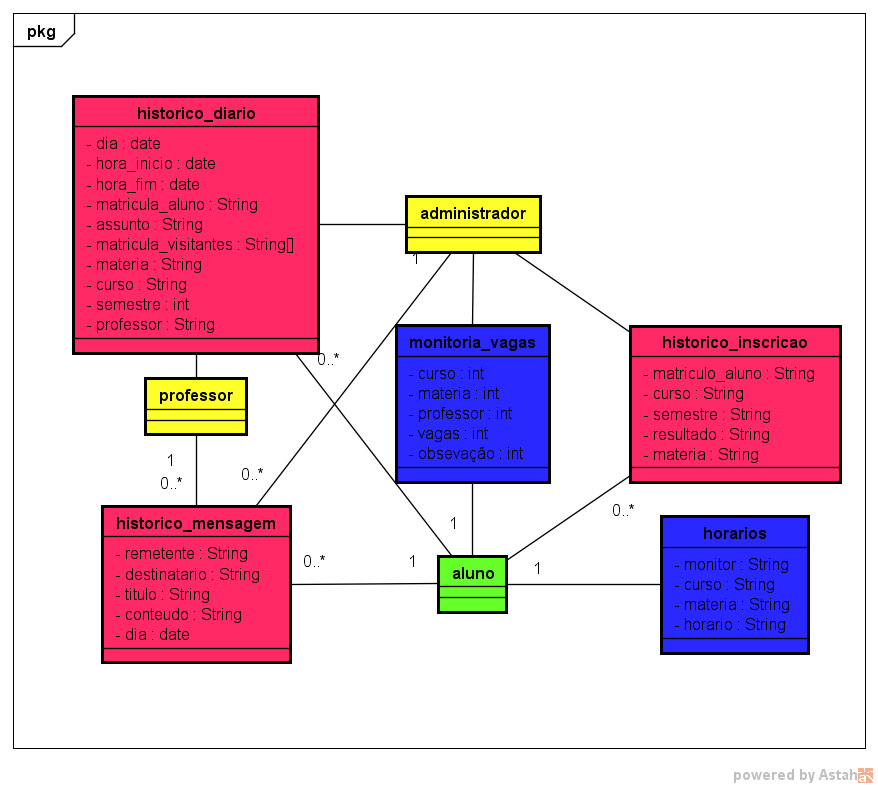 pkg
historico_diario
- dia : date
- hora_inicio : date
- hora_fim : date
- matricula_aluno : String
- assunto : String
- matricula_visitantes : String[]
- materia : String
- curso : String
- semestre : int
- professor : String
administrador
1
0..*
monitoria_vagas
- curso : int
- materia : int
- professor : int
- vagas : int
- obsevação : int
historico_inscricao
- matriculo_aluno : String
- curso : String
- semestre : String
- resultado : String
- materia : String
professor
1
0..*
0..*
historico_mensagem
- remetente : String
- destinatario : String
- titulo : String
- conteudo : String
- dia : date
0..*
1
1
0..*
aluno
1
horarios
- monitor : String
- curso : String
- materia : String
- horario : String
powered by Astah